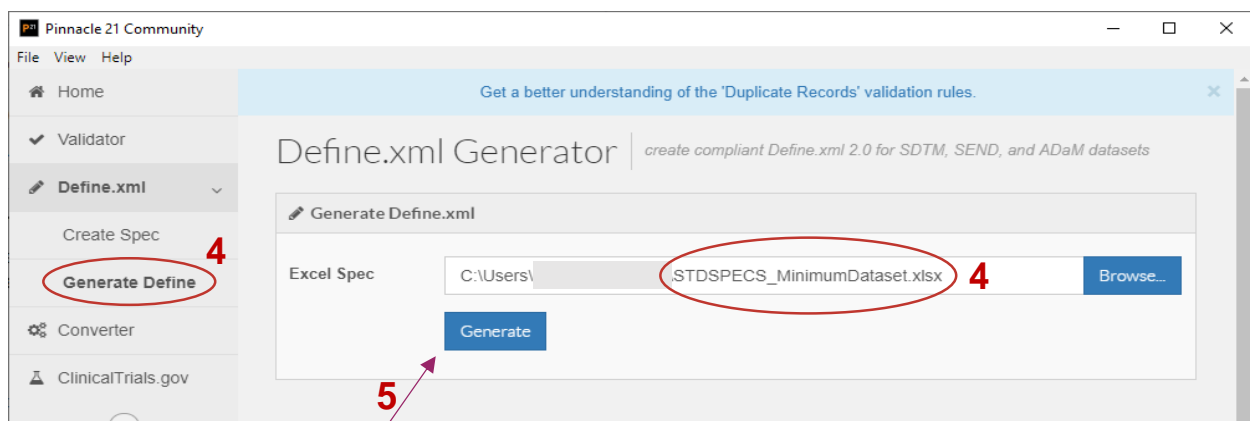 P21 Pinnacle 21 Community
File View Help
Home
Get a better understanding of the 'Duplicate Records' validation rules.
Validator
Define.xml Generator
create compliant Define.xml 2.0 for SDTM, SEND, and ADaM datasets
Define.xml
Generate Define.xml
Create Spec
4
Excel Spec
C:\Users\ \STDSPECS_MinimumDataset.xlsx
4
Browse...
Generate Define
Converter
Generate
ClinicalTrials.gov
5